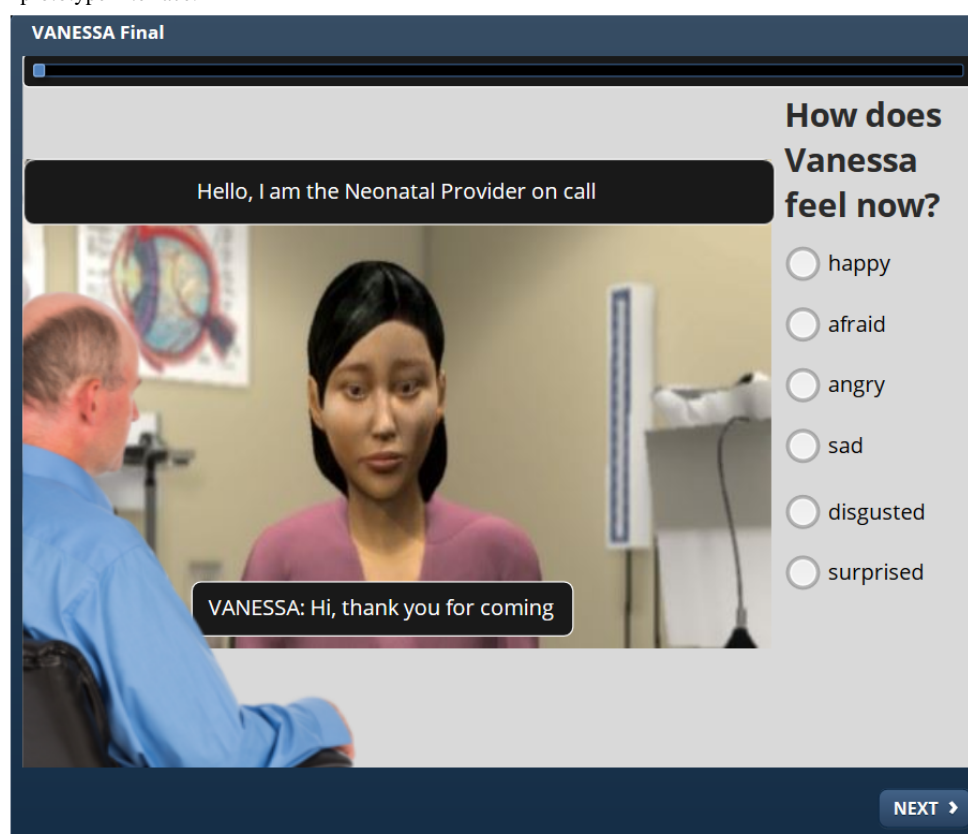 VANESSA Final
Hello, I am the Neonatal Provider on call
VANESSA: Hi, thank you for coming
How does
Vanessa
feel now?
happy
afraid
angry
sad
disgusted
surprised
NEXT